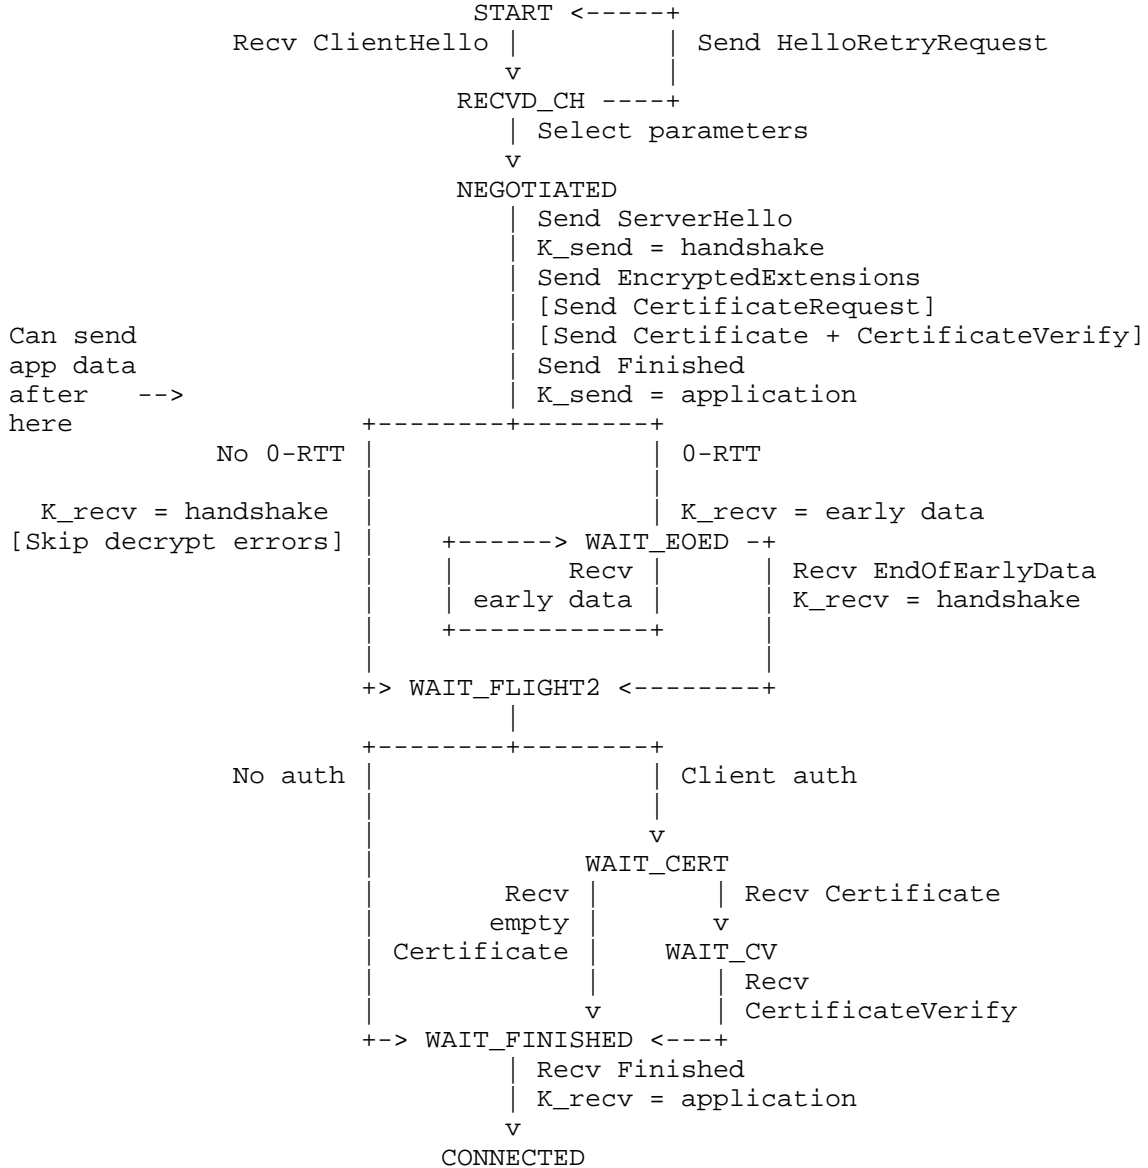 START <-----+
Recv ClientHello | | Send HelloRetryRequest
v |
RECVD_CH ----+
| Select parameters
v
NEGOTIATED
| Send ServerHello
| K_send = handshake
| Send EncryptedExtensions
| [Send CertificateRequest]
Can send | [Send Certificate + CertificateVerify]
app data | Send Finished
after --> | K_send = application
here +--------+--------+
No 0-RTT | | 0-RTT
| |
K_recv = handshake | | K_recv = early data
[Skip decrypt errors] | +------> WAIT_EOED -+
| | Recv | | Recv EndOfEarlyData
| | early data | | K_recv = handshake
| +------------+ |
| |
+> WAIT_FLIGHT2 <--------+
|
+--------+--------+
No auth | | Client auth
| |
| v
| WAIT_CERT
| Recv | | Recv Certificate
| empty | v
| Certificate | WAIT_CV
| | | Recv
| v | CertificateVerify
+-> WAIT_FINISHED <---+
| Recv Finished
| K_recv = application
v
CONNECTED